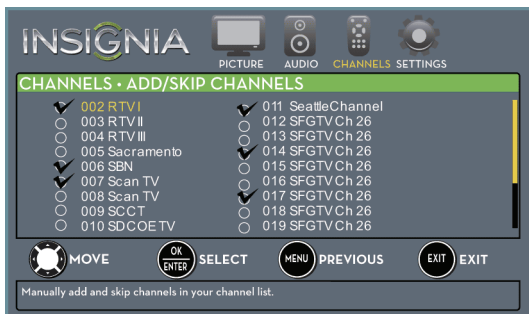 INSIGNIA
PICTURE AUDIO CHANNELS SETTINGS
CHANNELS • ADD/SKIP CHANNELS
002 RTV I
003 RTV II
004 RTV III
005 Sacramento
006 SBN
007 Scan TV
008 Scan TV
009 SCCT
010 SDCOE TV
011 SeattleChannel
012 SFGTV Ch 26
013 SFGTV Ch 26
014 SFGTV Ch 26
015 SFGTV Ch 26
016 SFGTV Ch 26
017 SFGTV Ch 26
018 SFGTV Ch 26
019 SFGTV Ch 26
MOVE OK ENTER SELECT MENU PREVIOUS EXIT EXIT
Manually add and skip channels in your channel list.